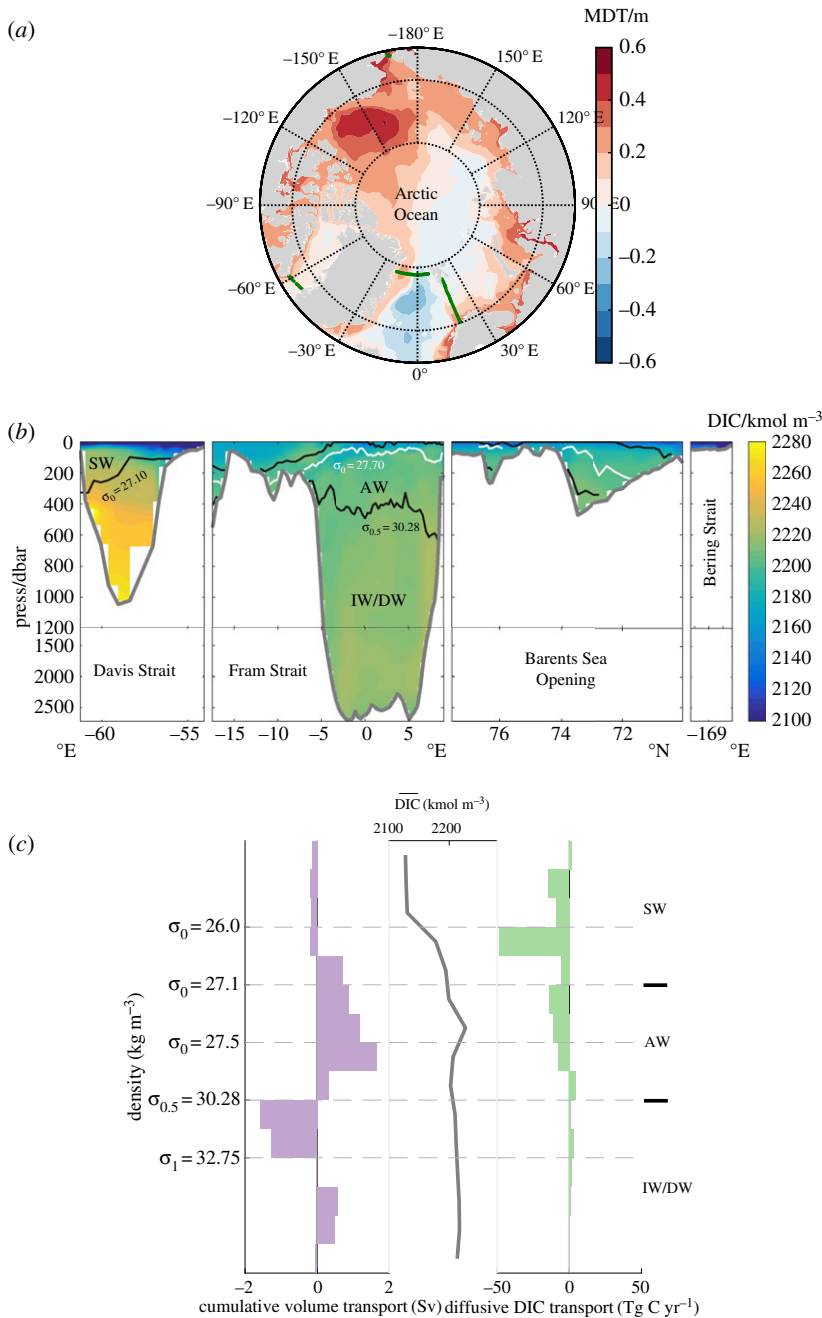 (a)
MDT/m
−180° E
−150° E
150° E
−120° E
120° E
−90° E
90° E
−60° E
60° E
−30° E
30° E
0°
Arctic
Ocean
0.6
0.4
0.2
0
−0.2
−0.4
−0.6
(b)
DIC/kmol m⁻³
press/dbar
0
200
400
600
800
1000
1200
1500
2000
2500
SW
σ₀ = 27.10
Davis Strait
−60
−54
°E
σ₀ = 27.70
AW
σ₀.₅ = 30.28
IW/DW
Fram Strait
−15
−10
−5
0
5
°E
Barents Sea
Opening
76
74
72
°N
Bering Strait
−169
°E
2280
2260
2240
2220
2200
2180
2160
2140
2120
2100
(c)
D̅I̅C̅ (kmol m⁻³)
2100
2200
density (kg m⁻³)
σ₀ = 26.0
σ₀ = 27.1
σ₀ = 27.5
σ₀.₅ = 30.28
σ₁ = 32.75
SW
AW
IW/DW
−2
0
2
−50
0
50
cumulative volume transport (Sv)
diffusive DIC transport (Tg C yr⁻¹)